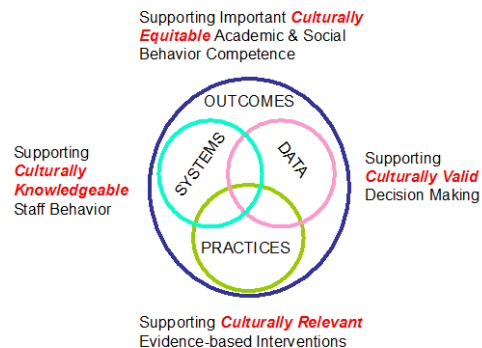 Supporting Important Culturally
Equitable Academic & Social
Behavior Competence
OUTCOMES
SYSTEMS
DATA
Supporting
Culturally
Knowledgeable
Staff Behavior
Supporting
Culturally Valid
Decision Making
PRACTICES
Supporting Culturally Relevant
Evidence-based Interventions